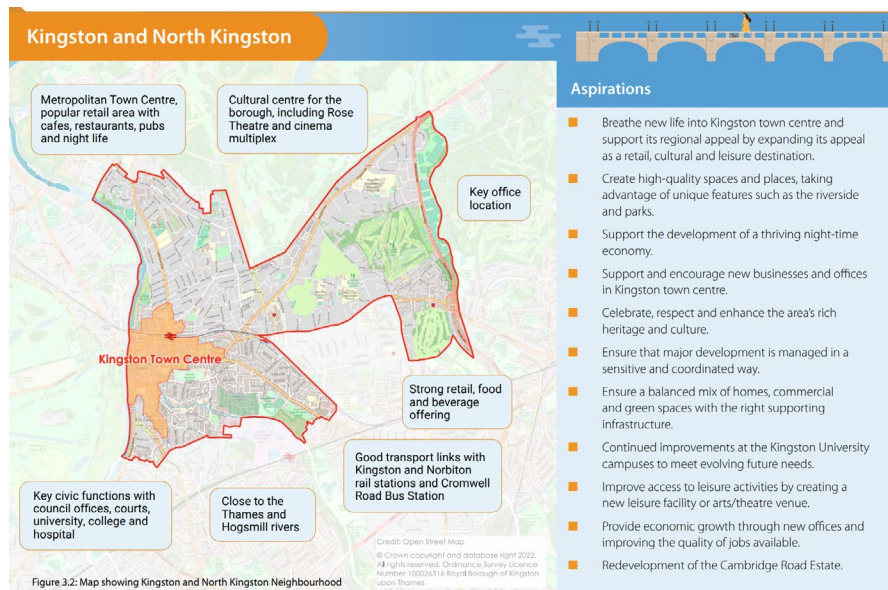 Kingston and North Kingston
Metropolitan Town Centre,
popular retail area with
cafes, restaurants, pubs
and night life
Cultural centre for the
borough, including Rose
Theatre and cinema
multiplex
Key office
location
Kingston Town Centre
Strong retail, food
and beverage
offering
Good transport links with
Kingston and Norbiton
rail stations and Cromwell
Road Bus Station
Key civic functions with
council offices, courts,
university, college and
hospital
Close to the
Thames and
Hogsmill rivers
Credit: Open Street Map
© Crown copyright and database right 2022.
All rights reserved. Ordinance Survey Licence
Number 100026316 Royal Borough of Kingston
upon Thames
Figure 3.2: Map showing Kingston and North Kingston Neighbourhood
Aspirations
Breathe new life into Kingston town centre and
support its regional appeal by expanding its appeal
as a retail, cultural and leisure destination.
Create high-quality spaces and places, taking
advantage of unique features such as the riverside
and parks.
Support the development of a thriving night-time
economy.
Support and encourage new businesses and offices
in Kingston town centre.
Celebrate, respect and enhance the area's rich
heritage and culture.
Ensure that major development is managed in a
sensitive and coordinated way.
Ensure a balanced mix of homes, commercial
and green spaces with the right supporting
infrastructure.
Continued improvements at the Kingston University
campuses to meet evolving future needs.
Improve access to leisure activities by creating a
new leisure facility or arts/theatre venue.
Provide economic growth through new offices and
improving the quality of jobs available.
Redevelopment of the Cambridge Road Estate.